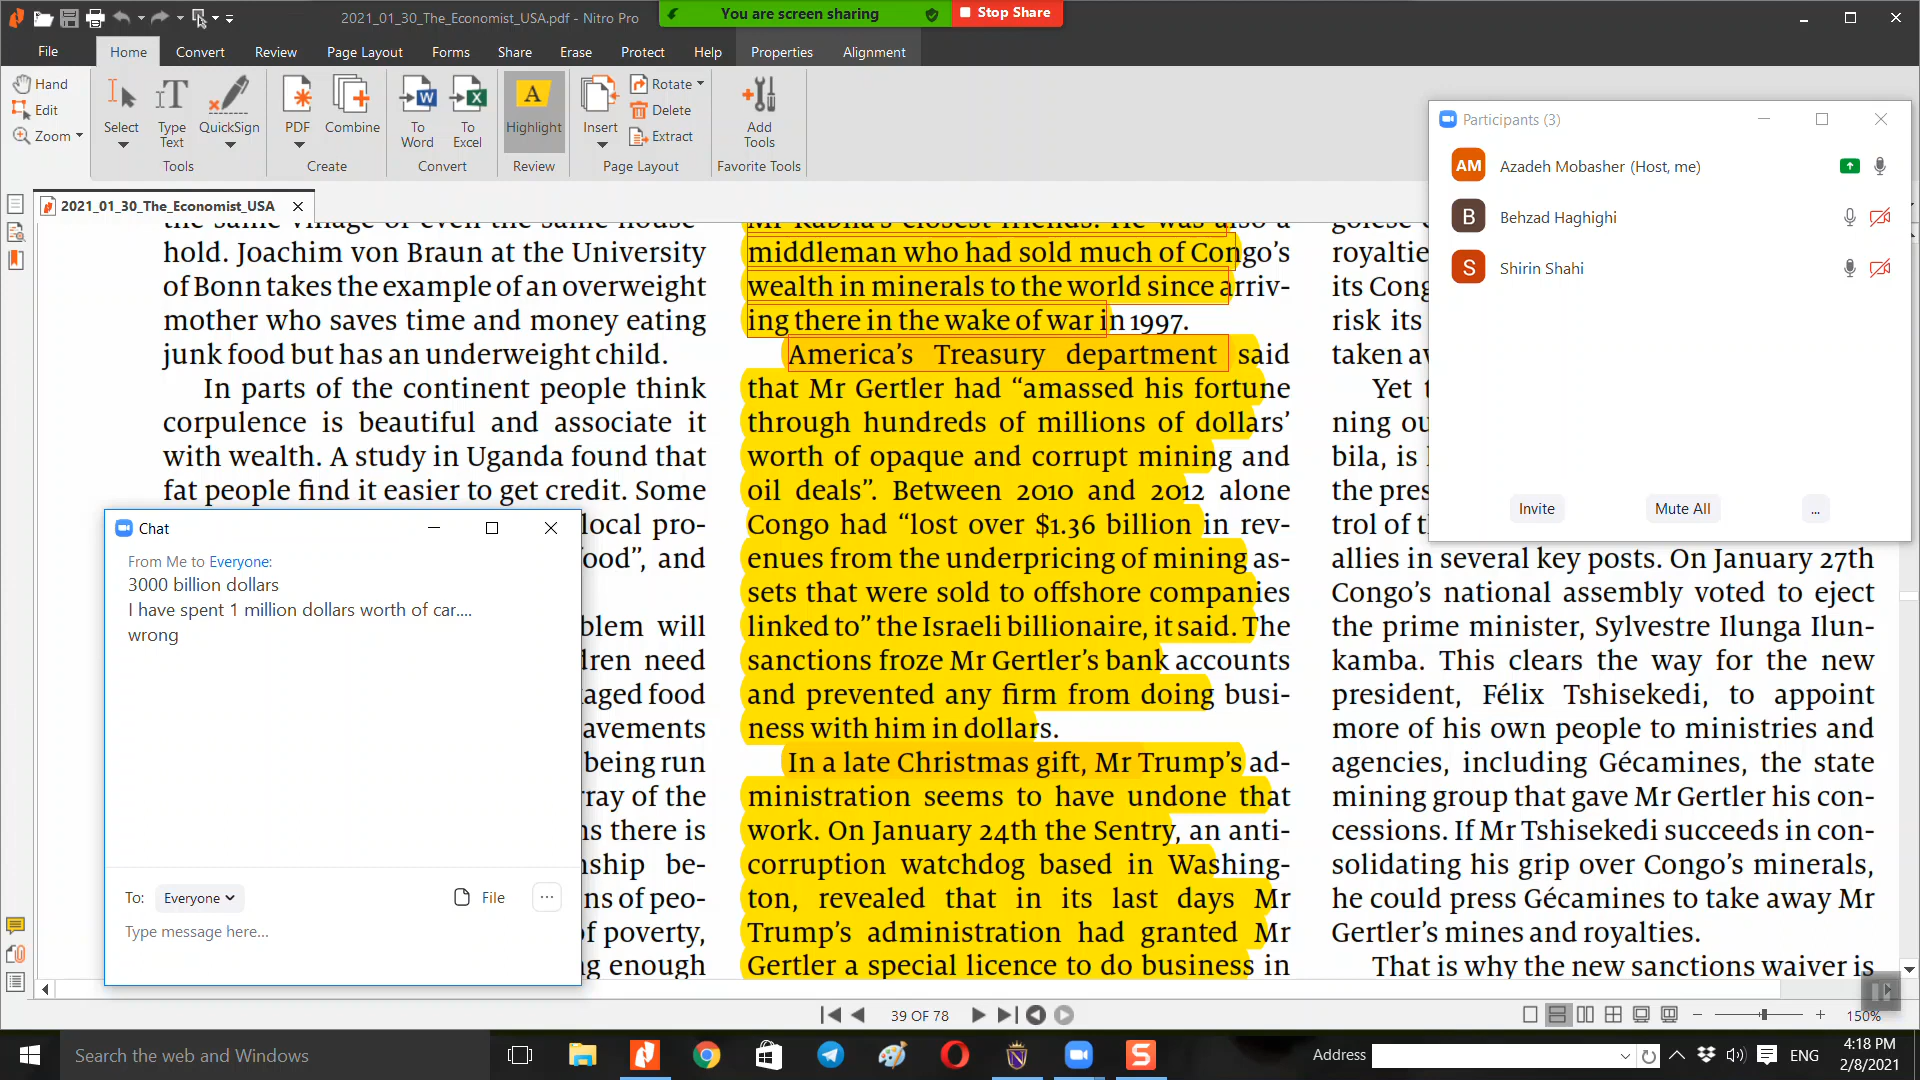 2021_01_30_The_Economist_USA.pdf - Nitro Pro
You are screen sharing
Stop Share
File
Home
Convert
Review
Page Layout
Forms
Share
Erase
Protect
Help
Properties
Alignment
Hand
Edit
Zoom
Select
Type Text
QuickSign
Tools
PDF
Combine
Create
To Word
To Excel
Convert
Highlight
Review
Insert
Rotate
Delete
Extract
Page Layout
Add Tools
Favorite Tools
2021_01_30_The_Economist_USA
the same village or even the same house-
hold. Joachim von Braun at the University
of Bonn takes the example of an overweight
mother who saves time and money eating
junk food but has an underweight child.
In parts of the continent people think
corpulence is beautiful and associate it
with wealth. A study in Uganda found that
fat people find it easier to get credit. Some
local pro-
ood”, and
blem will
dren need
aged food
avements
being run
ray of the
s there is
nship be-
ns of peo-
of poverty,
g enough
Mr Kabila’s closest friends. He was also a
middleman who had sold much of Congo’s
wealth in minerals to the world since arriv-
ing there in the wake of war in 1997.
America’s Treasury department said
that Mr Gertler had “amassed his fortune
through hundreds of millions of dollars’
worth of opaque and corrupt mining and
oil deals”. Between 2010 and 2012 alone
Congo had “lost over $1.36 billion in rev-
enues from the underpricing of mining as-
sets that were sold to offshore companies
linked to” the Israeli billionaire, it said. The
sanctions froze Mr Gertler’s bank accounts
and prevented any firm from doing busi-
ness with him in dollars.
In a late Christmas gift, Mr Trump’s ad-
ministration seems to have undone that
work. On January 24th the Sentry, an anti-
corruption watchdog based in Washing-
ton, revealed that in its last days Mr
Trump’s administration had granted Mr
Gertler a special licence to do business in
royaltie
its Cong
risk its
taken aw
Yet t
ning ou
bila, is
the pres
trol of t
allies in several key posts. On January 27th
Congo’s national assembly voted to eject
the prime minister, Sylvestre Ilunga Ilun-
kamba. This clears the way for the new
president, Félix Tshisekedi, to appoint
more of his own people to ministries and
agencies, including Gécamines, the state
mining group that gave Mr Gertler his con-
cessions. If Mr Tshisekedi succeeds in con-
solidating his grip over Congo’s minerals,
he could press Gécamines to take away Mr
Gertler’s mines and royalties.
That is why the new sanctions waiver is
Participants (3)
AM Azadeh Mobasher (Host, me)
B Behzad Haghighi
S Shirin Shahi
Invite
Mute All
...
Chat
From Me to Everyone:
3000 billion dollars
I have spent 1 million dollars worth of car....
wrong
To: Everyone
File
...
Type message here...
39 OF 78
150%
Search the web and Windows
Address
ENG
4:18 PM
2/8/2021